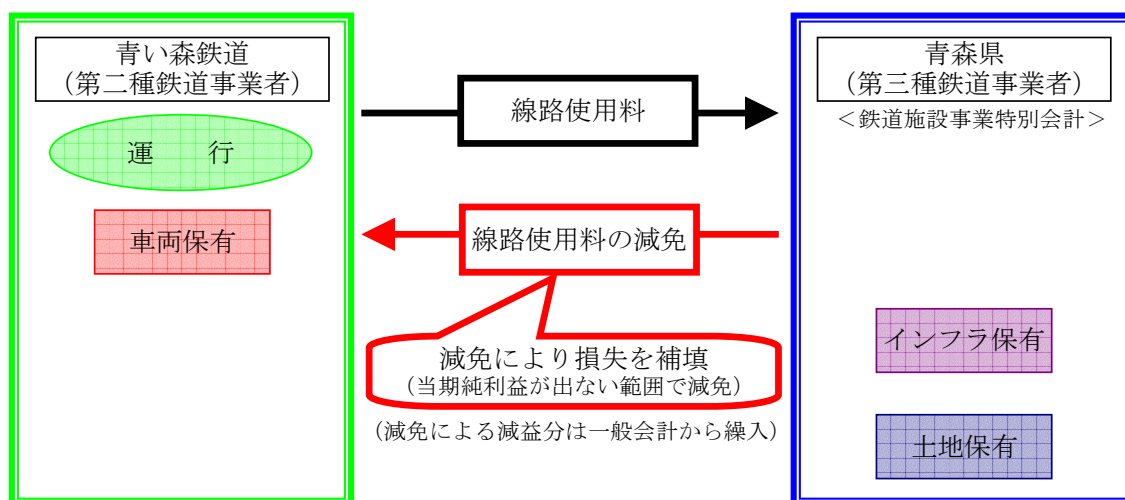 青い森鉄道
（第二種鉄道事業者）
運　　行
車両保有
線路使用料
線路使用料の減免
減免により損失を補填
（当期純利益が出ない範囲で減免）
（減免による減益分は一般会計から繰入）
青森県
（第三種鉄道事業者）
＜鉄道施設事業特別会計＞
インフラ保有
土地保有